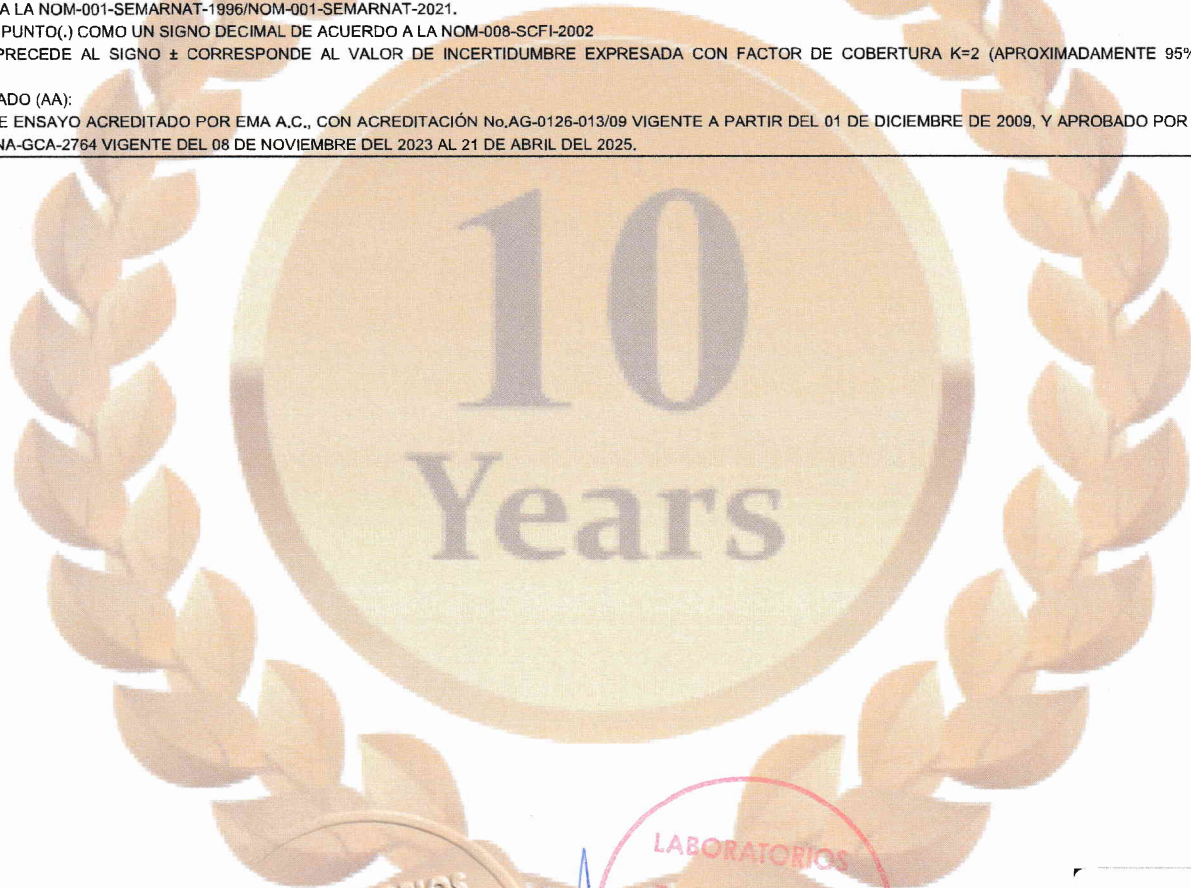 A LA NOM-001-SEMARNAT-1996/NOM-001-SEMARNAT-2021.
PUNTO(.) COMO UN SIGNO DECIMAL DE ACUERDO A LA NOM-008-SCFI-2002
PRECEDE AL SIGNO ± CORRESPONDE AL VALOR DE INCERTIDUMBRE EXPRESADA CON FACTOR DE COBERTURA K=2 (APROXIMADAMENTE 95%
ADO (AA):
E ENSAYO ACREDITADO POR EMA A.C., CON ACREDITACIÓN No.AG-0126-013/09 VIGENTE A PARTIR DEL 01 DE DICIEMBRE DE 2009, Y APROBADO POR
NA-GCA-2764 VIGENTE DEL 08 DE NOVIEMBRE DEL 2023 AL 21 DE ABRIL DEL 2025.
10
Years
LABORATORIOS